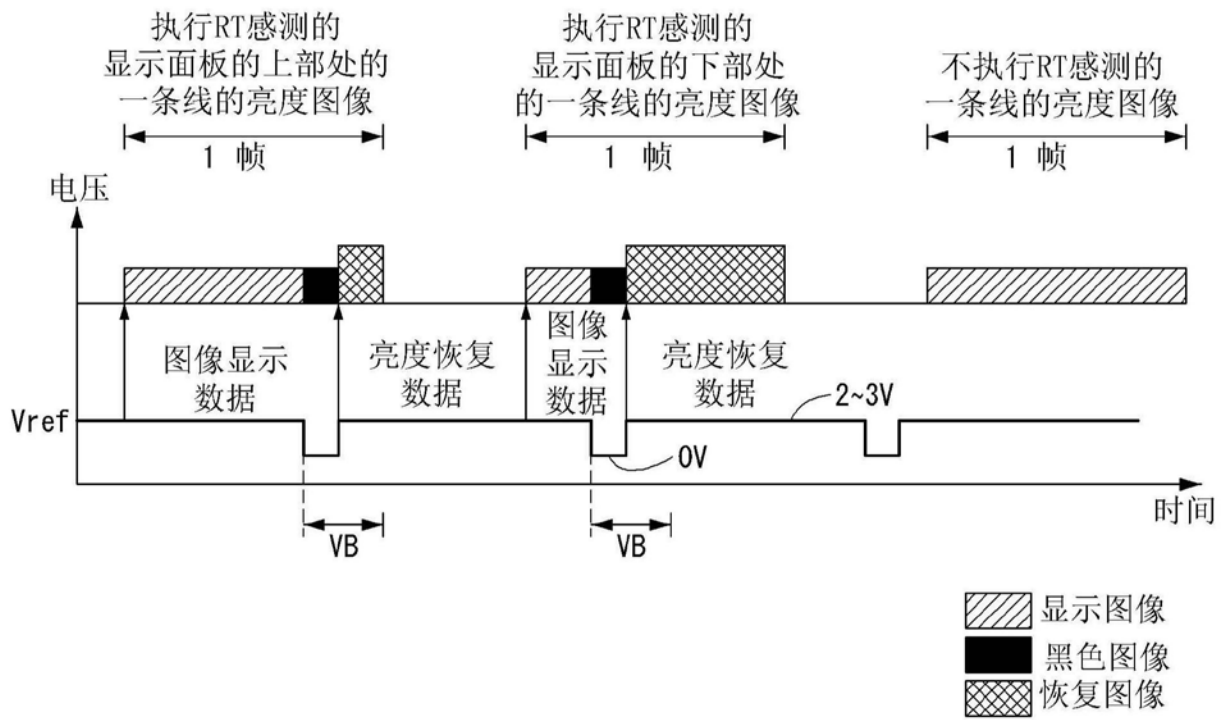 执行RT感测的
显示面板的上部处的
一条线的亮度图像
1 帧
执行RT感测的
显示面板的下部处
的一条线的亮度图像
1 帧
不执行RT感测的
一条线的亮度图像
1 帧
电压
图像显示
数据
亮度恢复
数据
图像
显示
数据
亮度恢复
数据
Vref
2~3V
0V
时间
VB
VB
显示图像
黑色图像
恢复图像